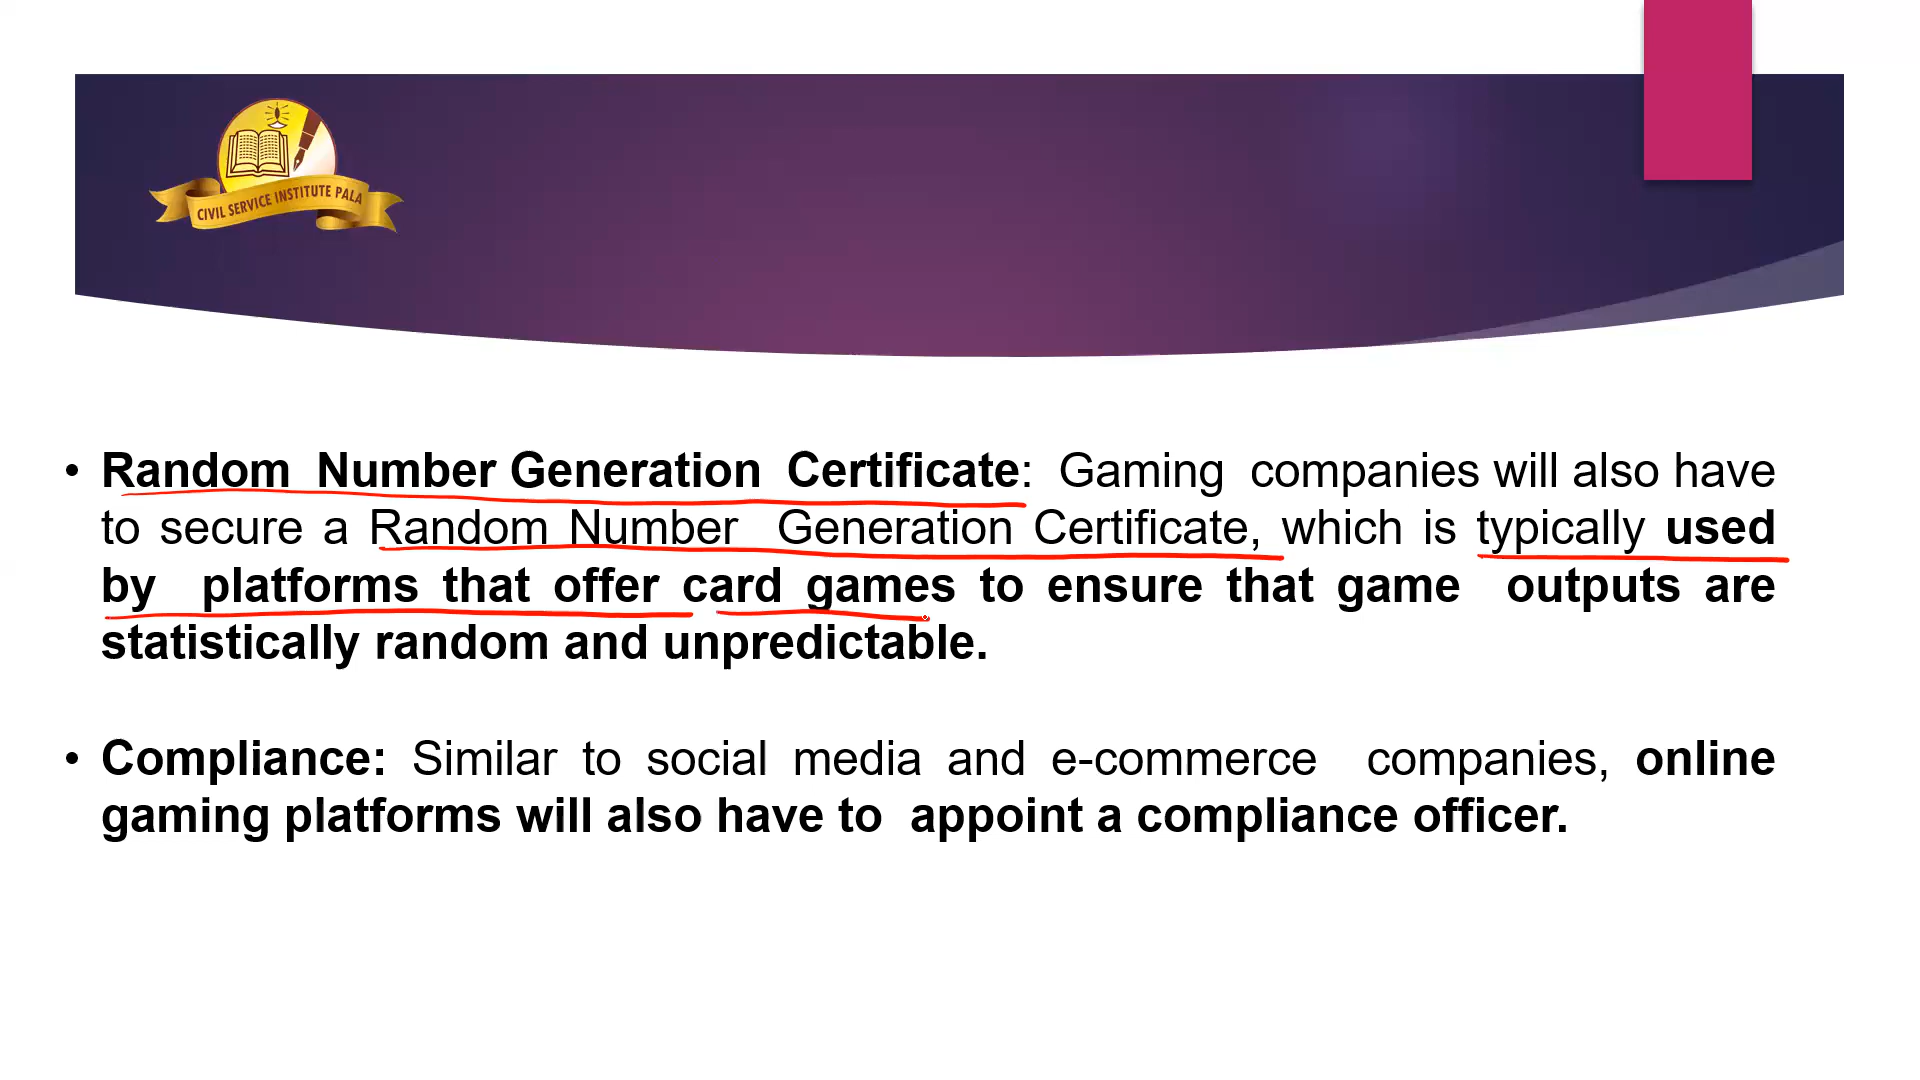 CIVIL SERVICE INSTITUTE PALA
• Random Number Generation Certificate: Gaming companies will also have
to secure a Random Number Generation Certificate, which is typically used
by platforms that offer card games to ensure that game outputs are
statistically random and unpredictable.
• Compliance: Similar to social media and e-commerce companies, online
gaming platforms will also have to appoint a compliance officer.